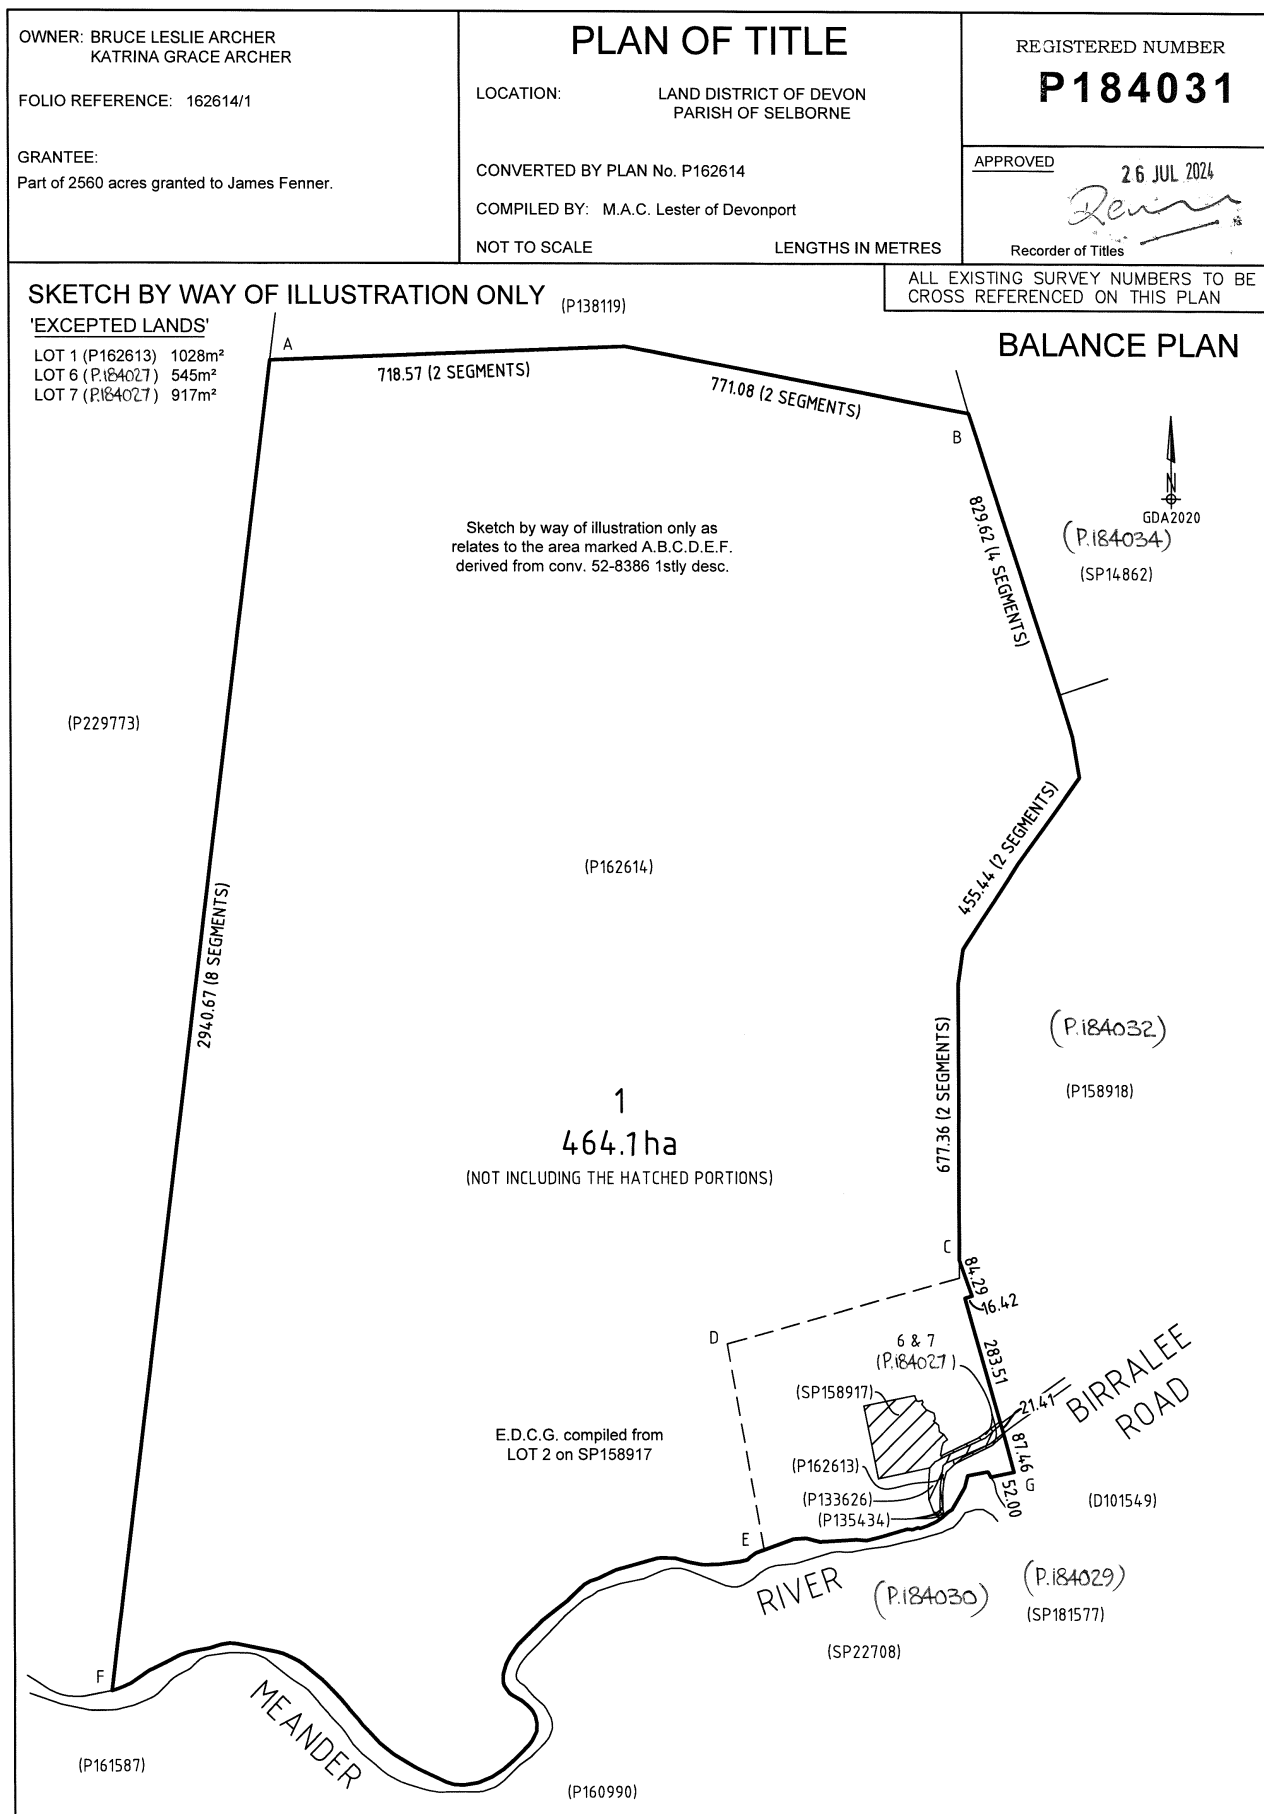 OWNER: BRUCE LESLIE ARCHER
KATRINA GRACE ARCHER
FOLIO REFERENCE: 162614/1
GRANTEE:
Part of 2560 acres granted to James Fenner.
PLAN OF TITLE
LOCATION: LAND DISTRICT OF DEVON
PARISH OF SELBORNE
CONVERTED BY PLAN No. P162614
COMPILED BY: M.A.C. Lester of Devonport
NOT TO SCALE LENGTHS IN METRES
REGISTERED NUMBER
P184031
APPROVED
26 JUL 2024
Recorder of Titles
ALL EXISTING SURVEY NUMBERS TO BE
CROSS REFERENCED ON THIS PLAN
SKETCH BY WAY OF ILLUSTRATION ONLY
(P138119)
'EXCEPTED LANDS'
LOT 1 (P162613) 1028m²
LOT 6 (P.184027) 545m²
LOT 7 (P.184027) 917m²
BALANCE PLAN
A
718.57 (2 SEGMENTS)
771.08 (2 SEGMENTS)
B
N
GDA2020
829.62 (4 SEGMENTS)
(P.184034)
(SP14862)
Sketch by way of illustration only as
relates to the area marked A.B.C.D.E.F.
derived from conv. 52-8386 1stly desc.
(P229773)
455.44 (2 SEGMENTS)
(P162614)
2940.67 (8 SEGMENTS)
(P.184032)
(P158918)
677.36 (2 SEGMENTS)
1
464.1ha
(NOT INCLUDING THE HATCHED PORTIONS)
C
84.29
16.42
D
6 & 7
(P.184027)
283.51
(SP158917)
21.41
BIRRALEE
ROAD
E.D.C.G. compiled from
LOT 2 on SP158917
87.46
(P162613)
G
52.00
(P133626)
(P135434)
(D101549)
E
RIVER
(P.184030)
(P.184029)
(SP181577)
(SP22708)
F
MEANDER
(P161587)
(P160990)